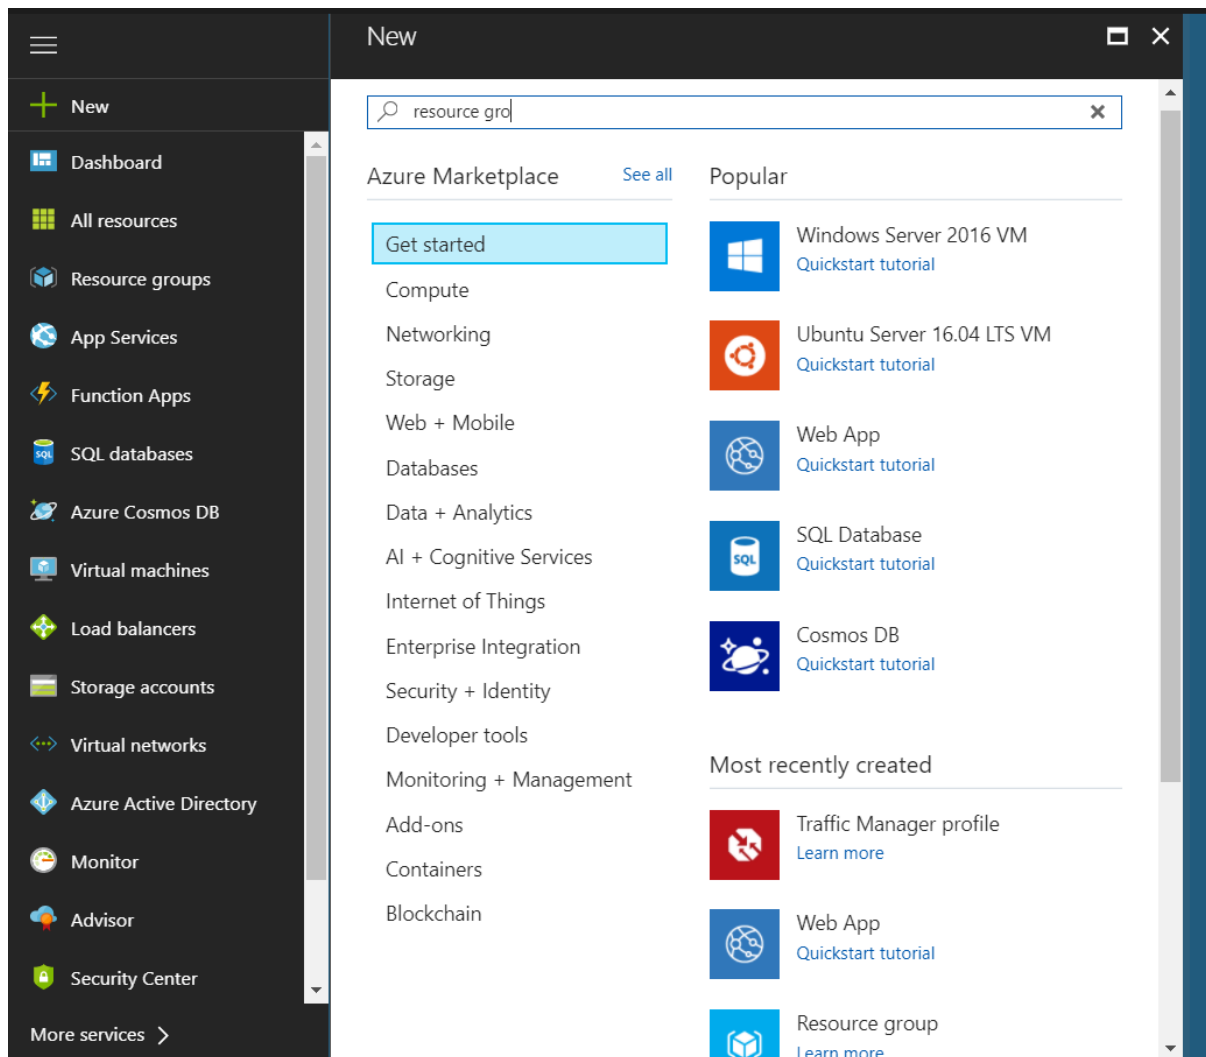 New
New
resource gro
Dashboard
All resources
Resource groups
App Services
Function Apps
SQL databases
Azure Cosmos DB
Virtual machines
Load balancers
Storage accounts
Virtual networks
Azure Active Directory
Monitor
Advisor
Security Center
More services
Azure Marketplace
See all
Get started
Compute
Networking
Storage
Web + Mobile
Databases
Data + Analytics
AI + Cognitive Services
Internet of Things
Enterprise Integration
Security + Identity
Developer tools
Monitoring + Management
Add-ons
Containers
Blockchain
Popular
Windows Server 2016 VM
Quickstart tutorial
Ubuntu Server 16.04 LTS VM
Quickstart tutorial
Web App
Quickstart tutorial
SQL
SQL Database
Quickstart tutorial
Cosmos DB
Quickstart tutorial
Most recently created
Traffic Manager profile
Learn more
Web App
Quickstart tutorial
Resource group
Learn more